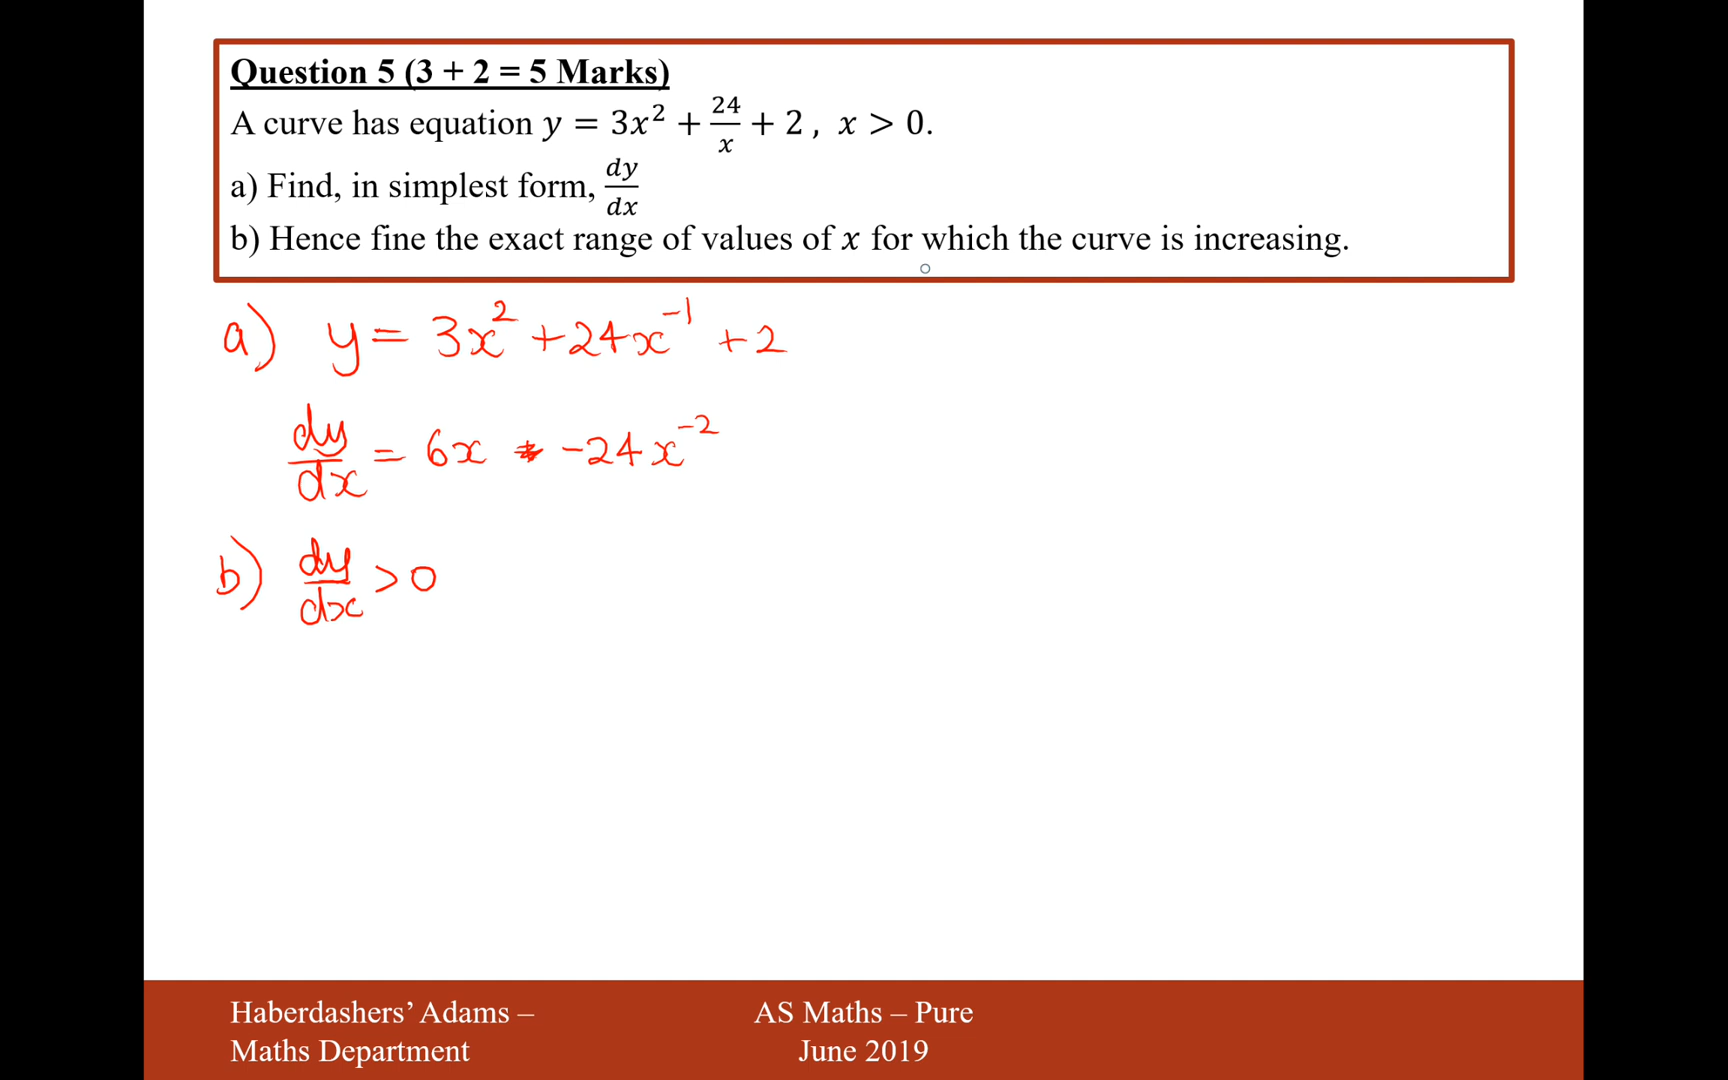 Question 5 (3 + 2 = 5 Marks)
A curve has equation y = 3x² + 24/x + 2 , x > 0.
a) Find, in simplest form, dy/dx
b) Hence fine the exact range of values of x for which the curve is increasing.
a) y = 3x² + 24x⁻¹ + 2
dy/dx = 6x - 24x⁻²
b) dy/dx > 0
Haberdashers' Adams –
Maths Department
AS Maths – Pure
June 2019